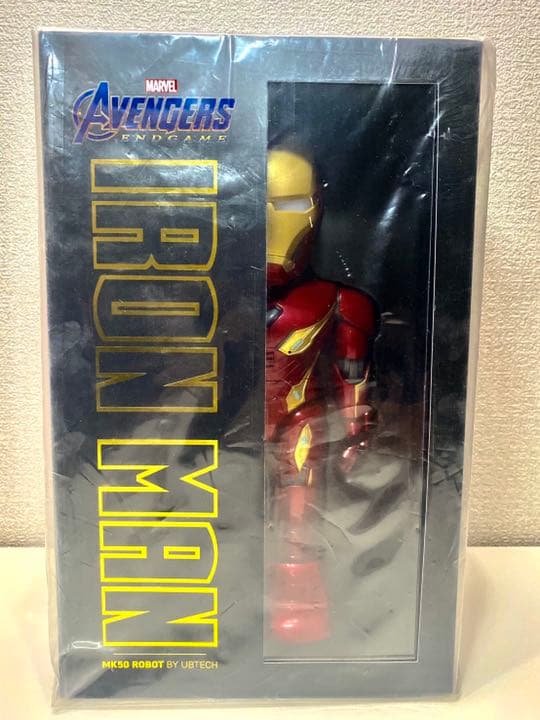 MARVEL
AVENGERS
ENDGAME
IRON MAN
MK50 ROBOT BY UBTECH